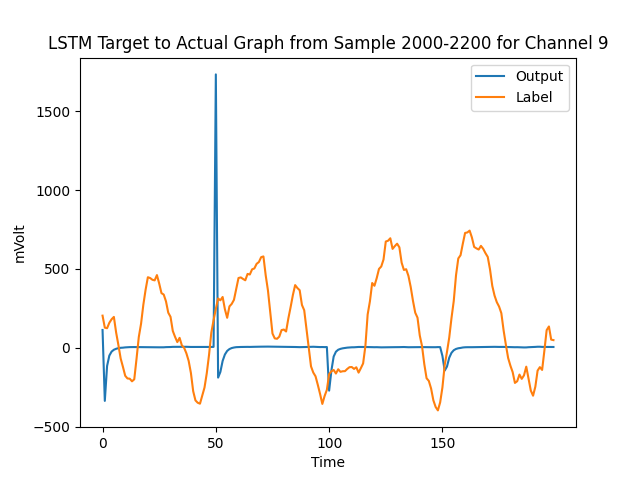 LSTM Target to Actual Graph from Sample 2000-2200 for Channel 9
Output
Label
1500
1000
500
0
−500
mVolt
0
50
100
150
Time